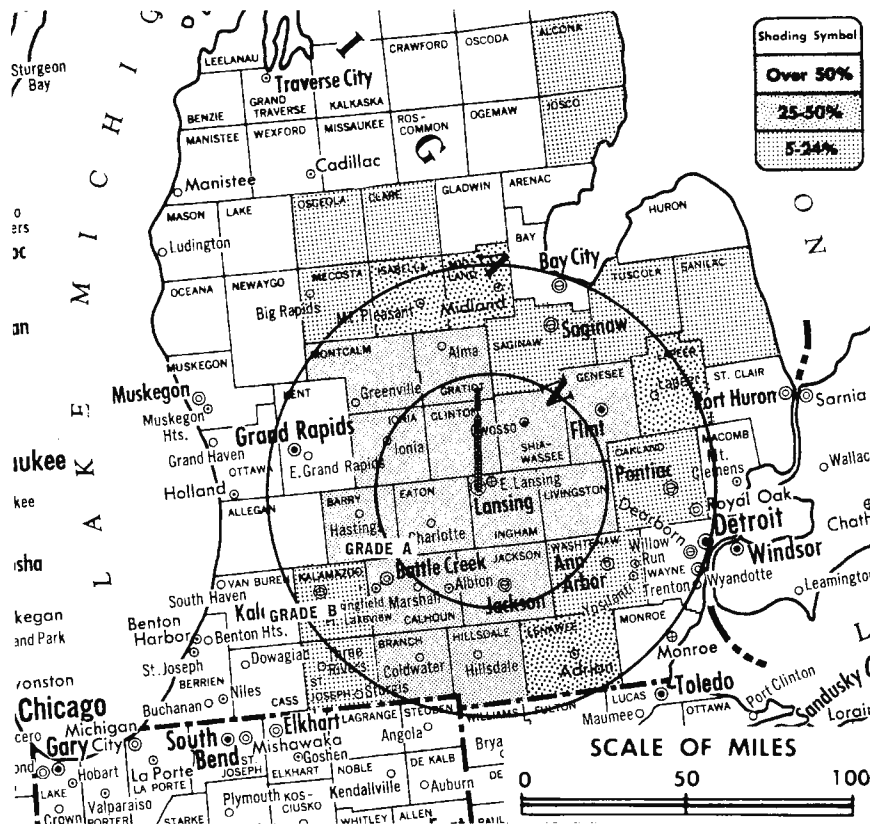 G
ALCONA
OSCODA
CRAWFORD
LEELANAU
Sturgeon
Bay
Traverse City
Shading Symbol
Over 50%
25-50%
5-24%
BENZIE
GRAND
TRAVERSE
KALKASKA
MANISTEE
WEXFORD
MISSAUKEE
ROS-
COMMON
OGEMAW
IOSCO
I
G
Cadillac
Manistee
MASON
LAKE
OSCEOLA
CLARE
GLADWIN
ARENAC
HURON
Ludington
BAY
Bay City
OCEANA
NEWAYGO
MECOSTA
ISABELLA
MID-
LAND
TUSCOLA
SANILAC
Big Rapids
Mt. Pleasant
Midland
Saginaw
SAGINAW
MONTCALM
Alma
MUSKEGON
Muskegon
Greenville
GRATIOT
GENESEE
LAPEER
Lapeer
ST. CLAIR
Port Huron
Sarnia
Muskegon
Hts.
KENT
IONIA
CLINTON
Grand Rapids
Ionia
Owosso
SHIA-
WASSEE
Flint
Grand Haven
OTTAWA
E. Grand Rapids
OAKLAND
MACOMB
Mt.
Clemens
Pontiac
Holland
ALLEGAN
BARRY
EATON
E. Lansing
Lansing
LIVINGSTON
Royal Oak
Hastings
Charlotte
INGHAM
Dearborn
Detroit
Windsor
GRADE A
VAN BUREN
KALAMAZOO
Battle Creek
JACKSON
WASHTENAW
Willow
Run
WAYNE
South Haven
GRADE B
Lakeview
Marshall
Albion
Jackson
Ann
Arbor
Ypsilanti
Trenton
Wyandotte
Leamington
CALHOUN
Benton
Harbor
Benton Hts.
MONROE
Monroe
St. Joseph
Dowagiac
Three
Rivers
BRANCH
Coldwater
HILLSDALE
Hillsdale
LENAWEE
Adrian
BERRIEN
Buchanan
Niles
CASS
ST.
JOSEPH
Sturgis
LUCAS
Toledo
Maumee
OTTAWA
Port Clinton
Chicago
Michigan
City
Gary
South
Bend
Elkhart
Mishawaka
Goshen
LAGRANGE
STEUBEN
Angola
WILLIAMS
FULTON
SCALE OF MILES
0
50
100
LAKE
Hobart
La Porte
LA PORTE
ST.
JOSEPH
ELKHART
NOBLE
DE KALB
Kendallville
Auburn
Crown
Valparaiso
PORTER
STARKE
Plymouth
KOS-
CIUSKO
WHITLEY
ALLEN
L A K E M I C H I